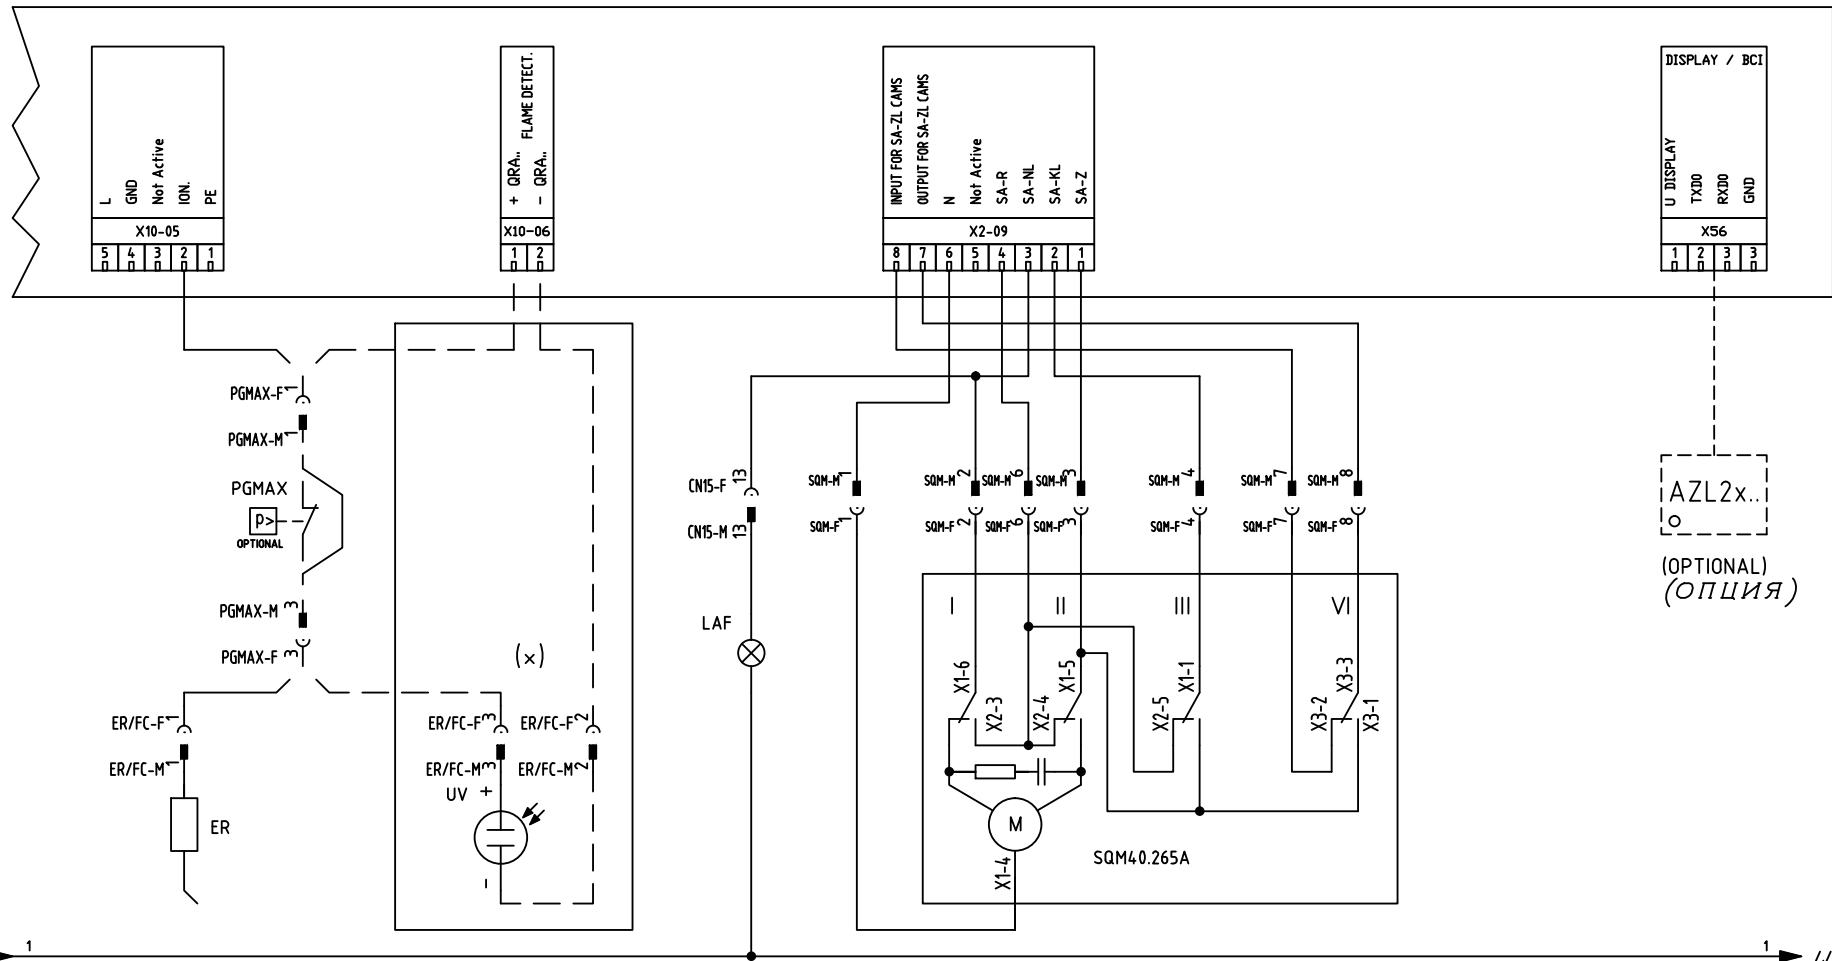 L
GND
Not Active
ION.
PE
X10-05
5 4 3 2 1
FLAME DETECT.
+ QRA..
- QRA..
X10-06
1 2
INPUT FOR SA-ZL CAMS
OUTPUT FOR SA-ZL CAMS
N
Not Active
SA-R
SA-NL
SA-KL
SA-Z
X2-09
8 7 6 5 4 3 2 1
DISPLAY / BCI
U DISPLAY
TXD0
RXD0
GND
X56
1 2 3 3
PGMAX-F 1
PGMAX-M 1
PGMAX
P>
OPTIONAL
PGMAX-M 3
PGMAX-F 3
ER/FC-F 1
ER/FC-M 1
ER
(x)
ER/FC-F 3
ER/FC-F 2
ER/FC-M 3
ER/FC-M 2
UV +
-
CN15-F 13
CN15-M 13
LAF
SQM-M 1
SQM-M 2
SQM-M 6
SQM-M 3
SQM-M 4
SQM-M 7
SQM-M 8
SQM-F 1
SQM-F 2
SQM-F 6
SQM-F 3
SQM-F 4
SQM-F 7
SQM-F 8
I
II
III
VI
X1-6
X2-3
X2-4
X1-5
X2-5
X1-1
X3-2
X3-3
X3-1
M
X1-4
SQM40.265A
AZL2x..
(OPTIONAL)
(ОПЦИЯ)
1
1